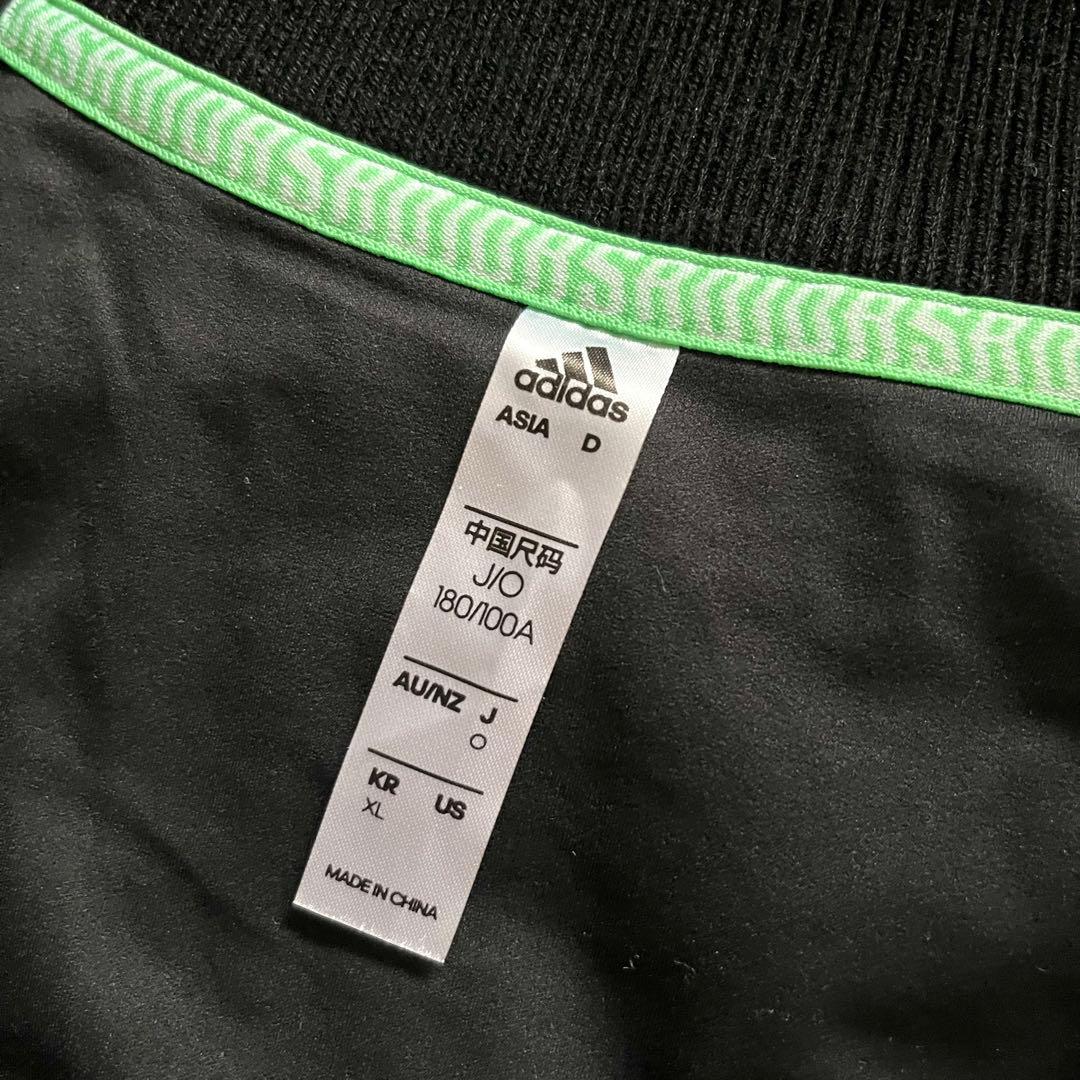 adidas
ASIA D
中国尺码
J/O
180/100A
AU/NZ J
O
KR US
XL
MADE IN CHINA